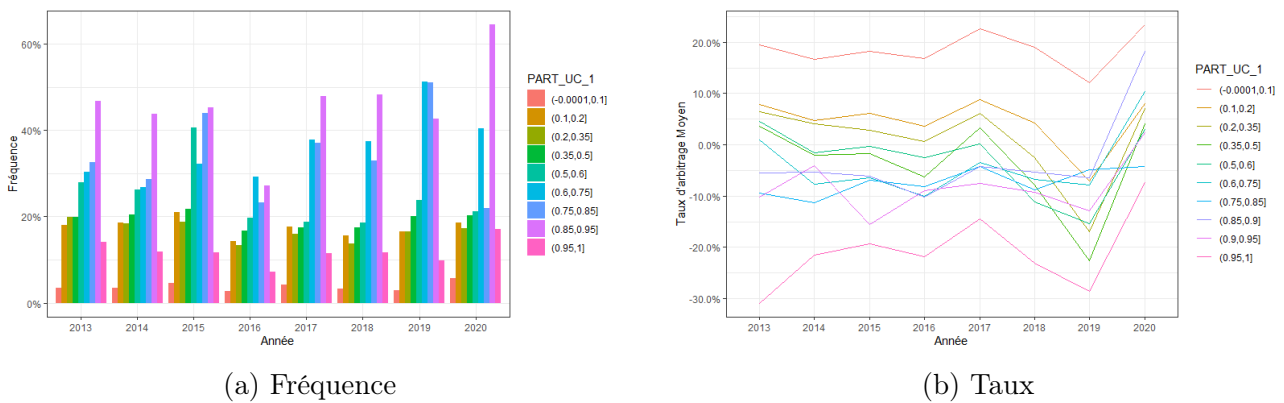 Fréquence
60%
40%
20%
0%
2013 2014 2015 2016 2017 2018 2019 2020
Année
PART_UC_1
(-0.0001,0.1]
(0.1,0.2]
(0.2,0.35]
(0.35,0.5]
(0.5,0.6]
(0.6,0.75]
(0.75,0.85]
(0.85,0.95]
(0.95,1]
(a) Fréquence
Taux d'arbitrage Moyen
20.0%
10.0%
0.0%
-10.0%
-20.0%
-30.0%
2013 2014 2015 2016 2017 2018 2019 2020
Année
PART_UC_1
(-0.0001,0.1]
(0.1,0.2]
(0.2,0.35]
(0.35,0.5]
(0.5,0.6]
(0.6,0.75]
(0.75,0.85]
(0.85,0.9]
(0.9,0.95]
(0.95,1]
(b) Taux